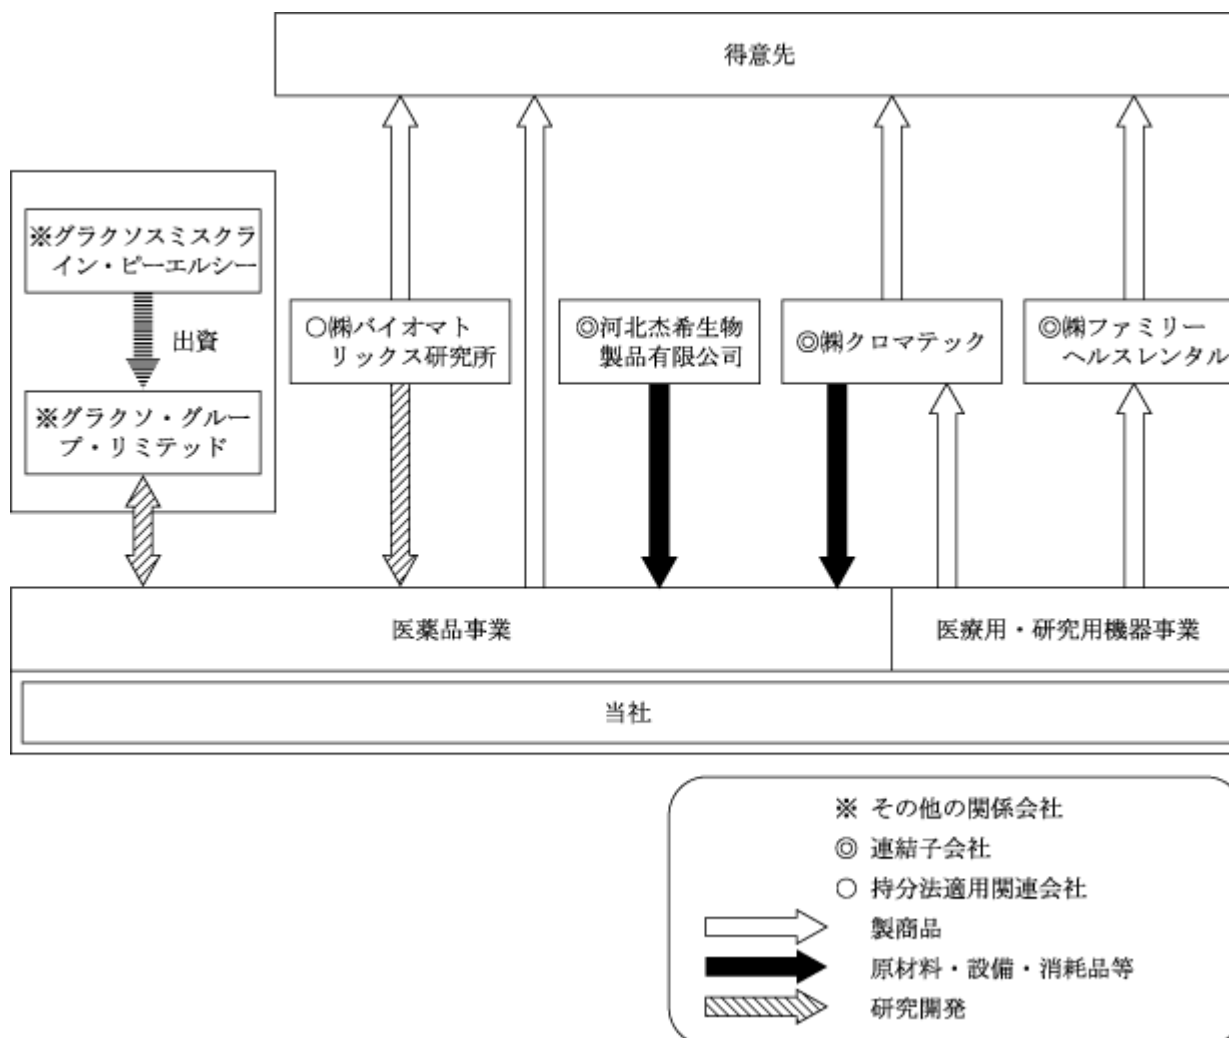 得意先
※グラクソスミスクラ
イン・ピーエルシー
出資
※グラクソ・グルー
プ・リミテッド
○㈱バイオマト
リックス研究所
◎河北杰希生物
製品有限公司
◎㈱クロマテック
◎㈱ファミリー
ヘルスレンタル
医薬品事業
医療用・研究用機器事業
当社
※ その他の関係会社
◎ 連結子会社
○ 持分法適用関連会社
製商品
原材料・設備・消耗品等
研究開発